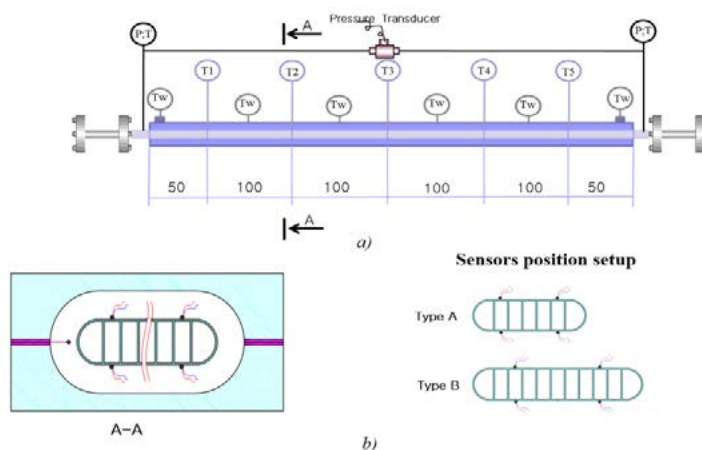 A
Pressure Transducer
P;T
P;T
T1
T2
T3
T4
T5
Tw
Tw
Tw
Tw
Tw
Tw
50
100
100
100
100
50
A
a)
Sensors position setup
Type A
Type B
A-A
b)